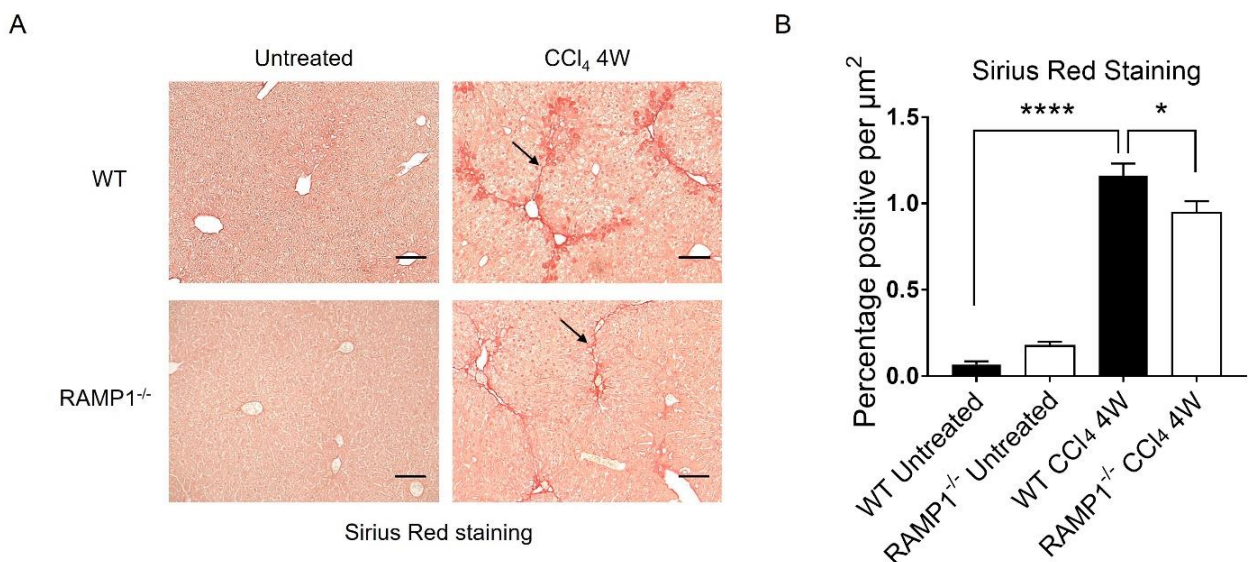 A
Untreated
CCl₄ 4W
WT
RAMP1⁻/⁻
Sirius Red staining
B
Sirius Red Staining
**** *
Percentage positive per µm²
1.5
1.0
0.5
0.0
WT Untreated
RAMP1⁻/⁻ Untreated
WT CCl₄ 4W
RAMP1⁻/⁻ CCl₄ 4W